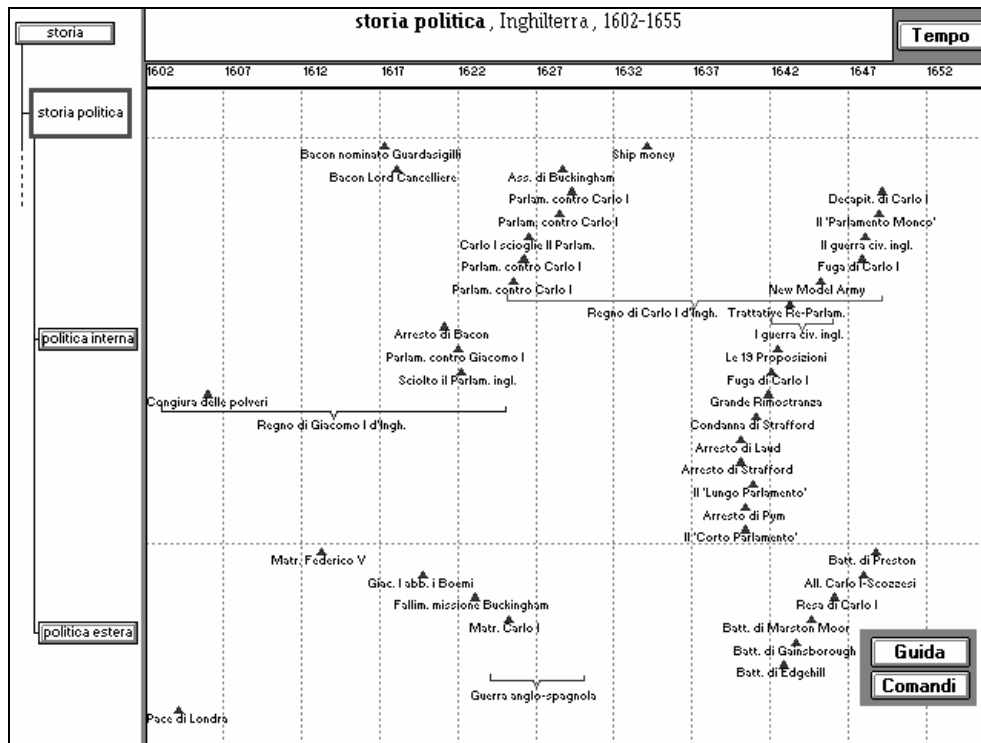 storia politica , Inghilterra , 1602-1655
storia
Tempo
1602 1607 1612 1617 1622 1627 1632 1637 1642 1647 1652
storia politica
Bacon nominato Guardasigilli
Ship money
Bacon Lord Cancelliere
Ass. di Buckingham
Parlam. contro Carlo I
Decapit. di Carlo I
Parlam. contro Carlo I
Il 'Parlamento Monco'
Carlo I scioglie Il Parlam.
II guerra civ. ingl.
Parlam. contro Carlo I
Fuga di Carlo I
Parlam. contro Carlo I
New Model Army
Regno di Carlo I d'Ingh.
Trattative Re-Parlam.
politica interna
Arresto di Bacon
I guerra civ. ingl.
Parlam. contro Giacomo I
Le 19 Proposizioni
Sciolto il Parlam. ingl.
Fuga di Carlo I
Congiura delle polveri
Grande Rimostranza
Regno di Giacomo I d'Ingh.
Condanna di Strafford
Arresto di Laud
Arresto di Strafford
Il 'Lungo Parlamento'
Arresto di Pym
Il 'Corto Parlamento'
Matr. Federico V
Batt. di Preston
Giac. I abb. i Boemi
All. Carlo I-Scozzesi
Fallim. missione Buckingham
Resa di Carlo I
politica estera
Matr. Carlo I
Batt. di Marston Moor
Batt. di Gainsborough
Guida
Batt. di Edgehill
Comandi
Guerra anglo-spagnola
Pace di Londra